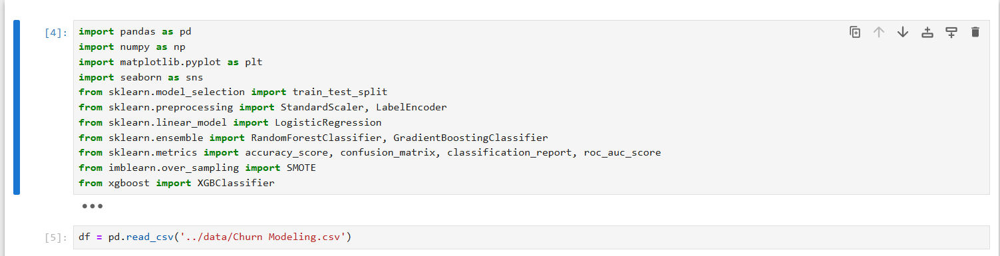 [4]:
import pandas as pd
import numpy as np
import matplotlib.pyplot as plt
import seaborn as sns
from sklearn.model_selection import train_test_split
from sklearn.preprocessing import StandardScaler, LabelEncoder
from sklearn.linear_model import LogisticRegression
from sklearn.ensemble import RandomForestClassifier, GradientBoostingClassifier
from sklearn.metrics import accuracy_score, confusion_matrix, classification_report, roc_auc_score
from imblearn.over_sampling import SMOTE
from xgboost import XGBClassifier
[5]:
df = pd.read_csv('../data/Churn Modeling.csv')